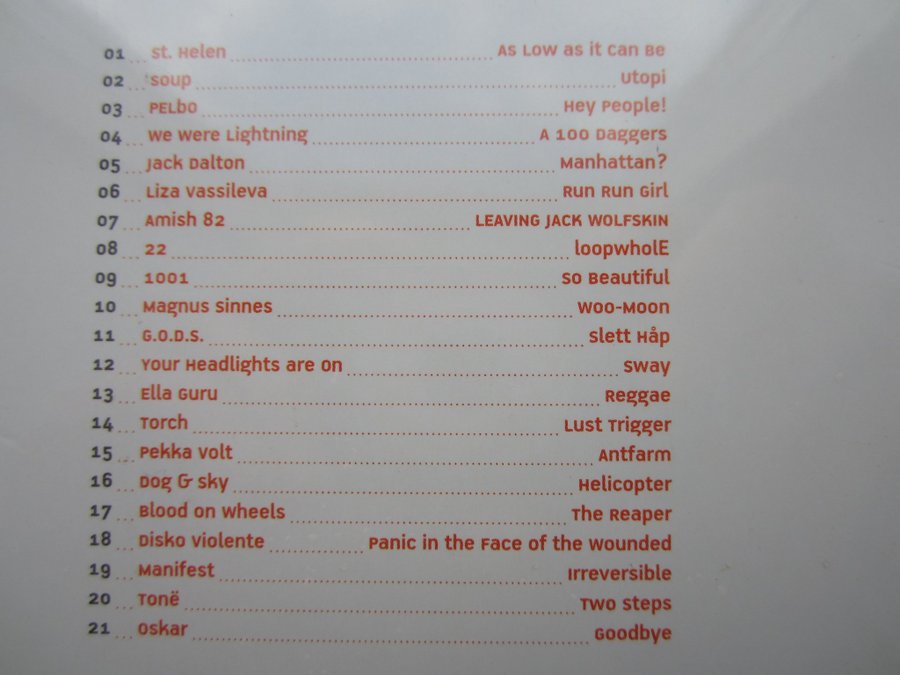 01 St. Helen As Low as it can Be
02 Soup Utopi
03 PELbo Hey People!
04 We Were Lightning A 100 Daggers
05 Jack Dalton Manhattan?
06 Liza Vassileva Run Run Girl
07 Amish 82 LEAVING JACK WOLFSKIN
08 22 loopwholE
09 1001 So Beautiful
10 Magnus Sinnes Woo-Moon
11 G.O.D.S. Slett Håp
12 Your Headlights are on Sway
13 Ella Guru Reggae
14 Torch Lust Trigger
15 Pekka Volt Antfarm
16 Dog & Sky Helicopter
17 Blood on Wheels The Reaper
18 Disko Violente Panic in the Face of the Wounded
19 Manifest Irreversible
20 Tonë Two Steps
21 Oskar Goodbye